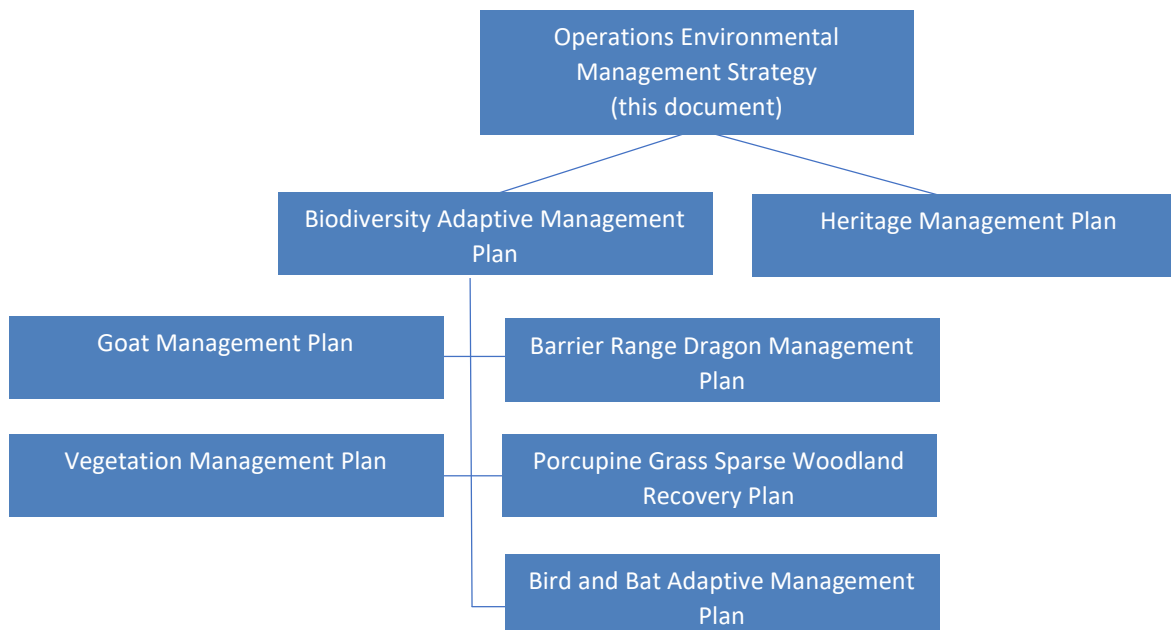 Operations Environmental
Management Strategy
(this document)
Biodiversity Adaptive Management
Plan
Heritage Management Plan
Goat Management Plan
Barrier Range Dragon Management
Plan
Vegetation Management Plan
Porcupine Grass Sparse Woodland
Recovery Plan
Bird and Bat Adaptive Management
Plan